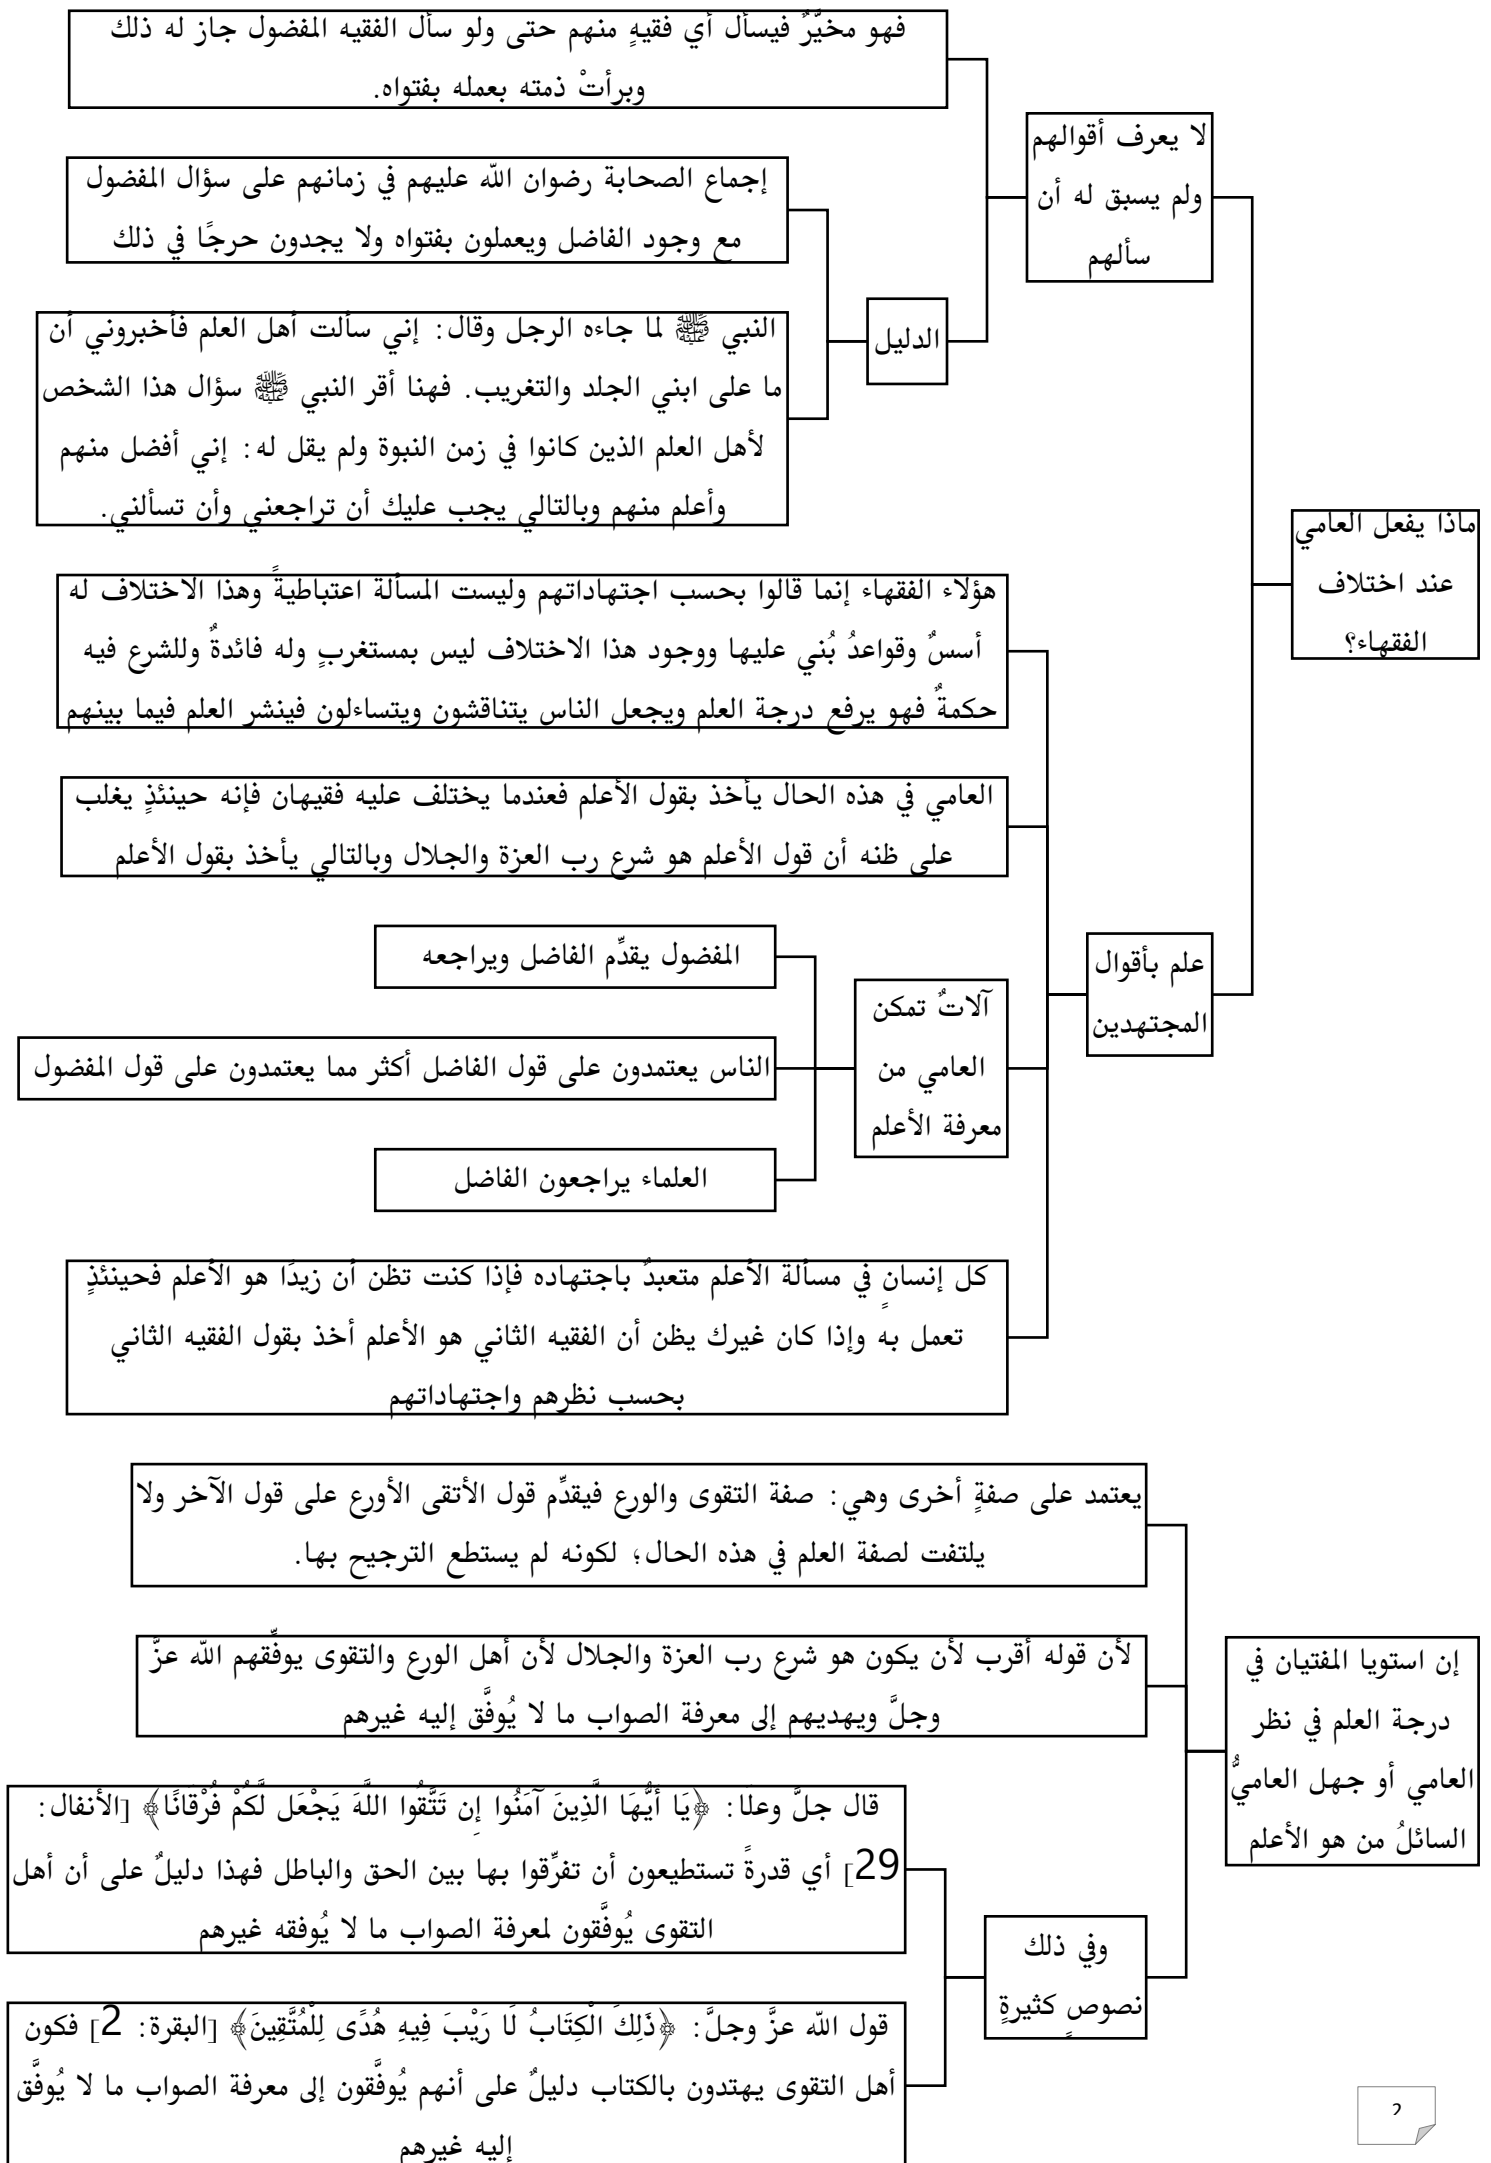 ماذا يفعل العامي
عند اختلاف
الفقهاء؟
لا يعرف أقوالهم
ولم يسبق له أن
سألهم
فهو مخيَّرٌ فيسأل أي فقيهٍ منهم حتى ولو سأل الفقيه المفضول جاز له ذلك
وبرأتْ ذمته بعمله بفتواه.
الدليل
إجماع الصحابة رضوان الله عليهم في زمانهم على سؤال المفضول
مع وجود الفاضل ويعملون بفتواه ولا يجدون حرجًا في ذلك
النبي ﷺ لما جاءه الرجل وقال: إني سألت أهل العلم فأخبروني أن
ما على ابني الجلد والتغريب. فهنا أقر النبي ﷺ سؤال هذا الشخص
لأهل العلم الذين كانوا في زمن النبوة ولم يقل له: إني أفضل منهم
وأعلم منهم وبالتالي يجب عليك أن تراجعني وأن تسألني.
علم بأقوال
المجتهدين
هؤلاء الفقهاء إنما قالوا بحسب اجتهاداتهم وليست المسألة اعتباطيةً وهذا الاختلاف له
أسسٌ وقواعدُ بُني عليها ووجود هذا الاختلاف ليس بمستغربٍ وله فائدةٌ وللشرع فيه
حكمةٌ فهو يرفع درجة العلم ويجعل الناس يتناقشون ويتساءلون فينشر العلم فيما بينهم
العامي في هذه الحال يأخذ بقول الأعلم فعندما يختلف عليه فقيهان فإنه حينئذٍ يغلب
على ظنه أن قول الأعلم هو شرع رب العزة والجلال وبالتالي يأخذ بقول الأعلم
آلاتٌ تمكن
العامي من
معرفة الأعلم
المفضول يقدِّم الفاضل ويراجعه
الناس يعتمدون على قول الفاضل أكثر مما يعتمدون على قول المفضول
العلماء يراجعون الفاضل
كل إنسانٍ في مسألة الأعلم متعبدٌ باجتهاده فإذا كنت تظن أن زيدًا هو الأعلم فحينئذٍ
تعمل به وإذا كان غيرك يظن أن الفقيه الثاني هو الأعلم أخذ بقول الفقيه الثاني
بحسب نظرهم واجتهاداتهم
إن استويا المفتيان في
درجة العلم في نظر
العامي أو جهل العاميُّ
السائلُ من هو الأعلم
يعتمد على صفةٍ أخرى وهي: صفة التقوى والورع فيقدِّم قول الأتقى الأورع على قول الآخر ولا
يلتفت لصفة العلم في هذه الحال؛ لكونه لم يستطع الترجيح بها.
لأن قوله أقرب لأن يكون هو شرع رب العزة والجلال لأن أهل الورع والتقوى يوفِّقهم الله عزَّ
وجلَّ ويهديهم إلى معرفة الصواب ما لا يُوفَّق إليه غيرهم
وفي ذلك
نصوصٍ كثيرةٍ
قال جلَّ وعلا: ﴿يَا أَيُّهَا الَّذِينَ آمَنُوا إِن تَتَّقُوا اللَّهَ يَجْعَل لَّكُمْ فُرْقَانًا﴾ [الأنفال:
29] أي قدرةً تستطيعون أن تفرِّقوا بها بين الحق والباطل فهذا دليلٌ على أن أهل
التقوى يُوفَّقون لمعرفة الصواب ما لا يُوفقه غيرهم
قول الله عزَّ وجلَّ: ﴿ذَلِكَ الْكِتَابُ لَا رَيْبَ فِيهِ هُدًى لِلْمُتَّقِينَ﴾ [البقرة: 2] فكون
أهل التقوى يهتدون بالكتاب دليلٌ على أنهم يُوفَّقون إلى معرفة الصواب ما لا يُوفَّق
إليه غيرهم
2